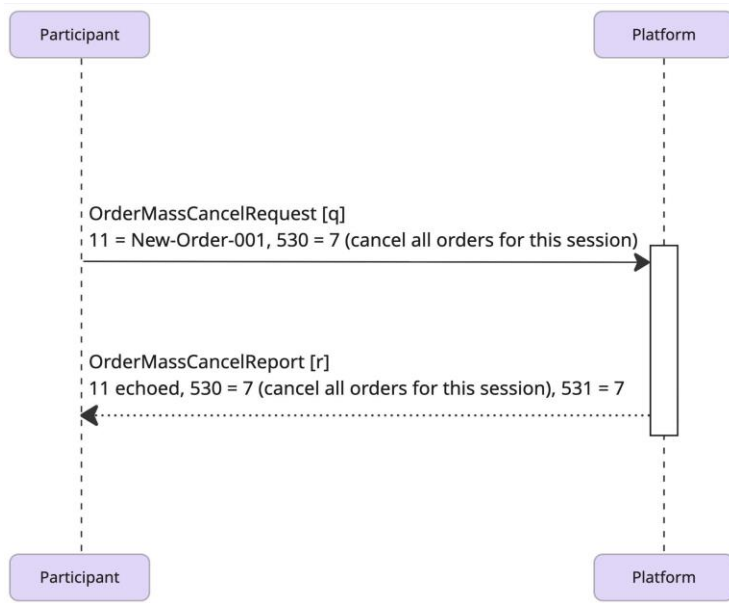 Participant
Platform
OrderMassCancelRequest [q]
11 = New-Order-001, 530 = 7 (cancel all orders for this session)
OrderMassCancelReport [r]
11 echoed, 530 = 7 (cancel all orders for this session), 531 = 7
Participant
Platform